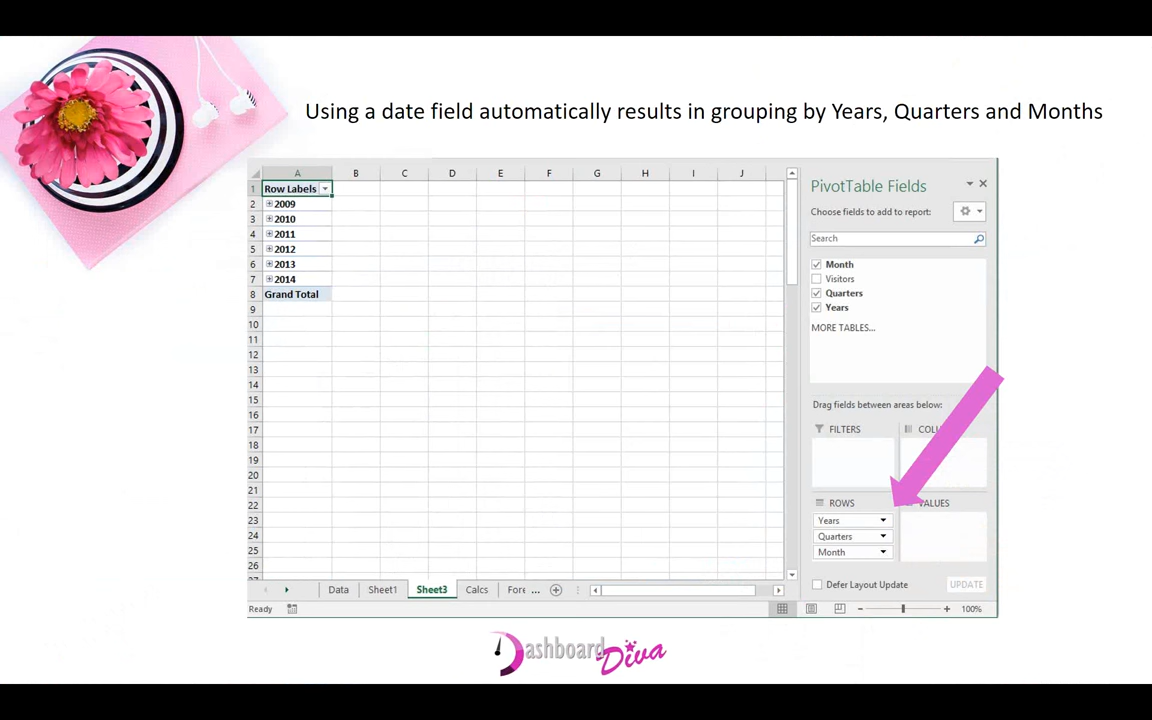 Using a date field automatically results in grouping by Years, Quarters and Months
A B C D E F G H I J
1 Row Labels
2 2009
3 2010
4 2011
5 2012
6 2013
7 2014
8 Grand Total
9
10
11
12
13
14
15
16
17
18
19
20
21
22
23
24
25
26
PivotTable Fields
Choose fields to add to report:
Search
Month
Visitors
Quarters
Years
MORE TABLES...
Drag fields between areas below:
FILTERS
ROWS VALUES
Years
Quarters
Month
Defer Layout Update UPDATE
Data Sheet1 Sheet3 Calcs Fore ...
Ready 100%
ashboard Diva